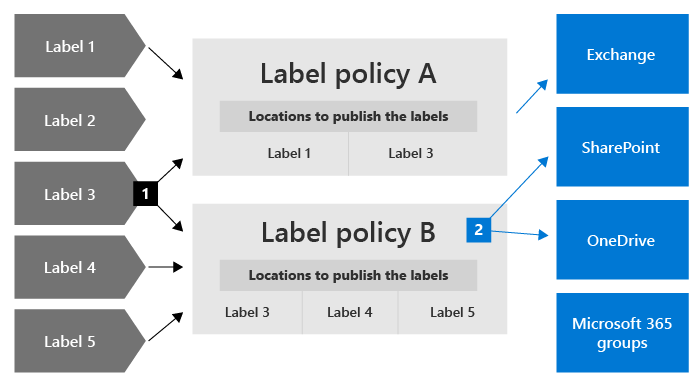 Label 1
Label 2
Label 3
1
Label 4
Label 5
Label policy A
Locations to publish the labels
Label 1 Label 3
Label policy B
2
Locations to publish the labels
Label 3 Label 4 Label 5
Exchange
SharePoint
OneDrive
Microsoft 365
groups